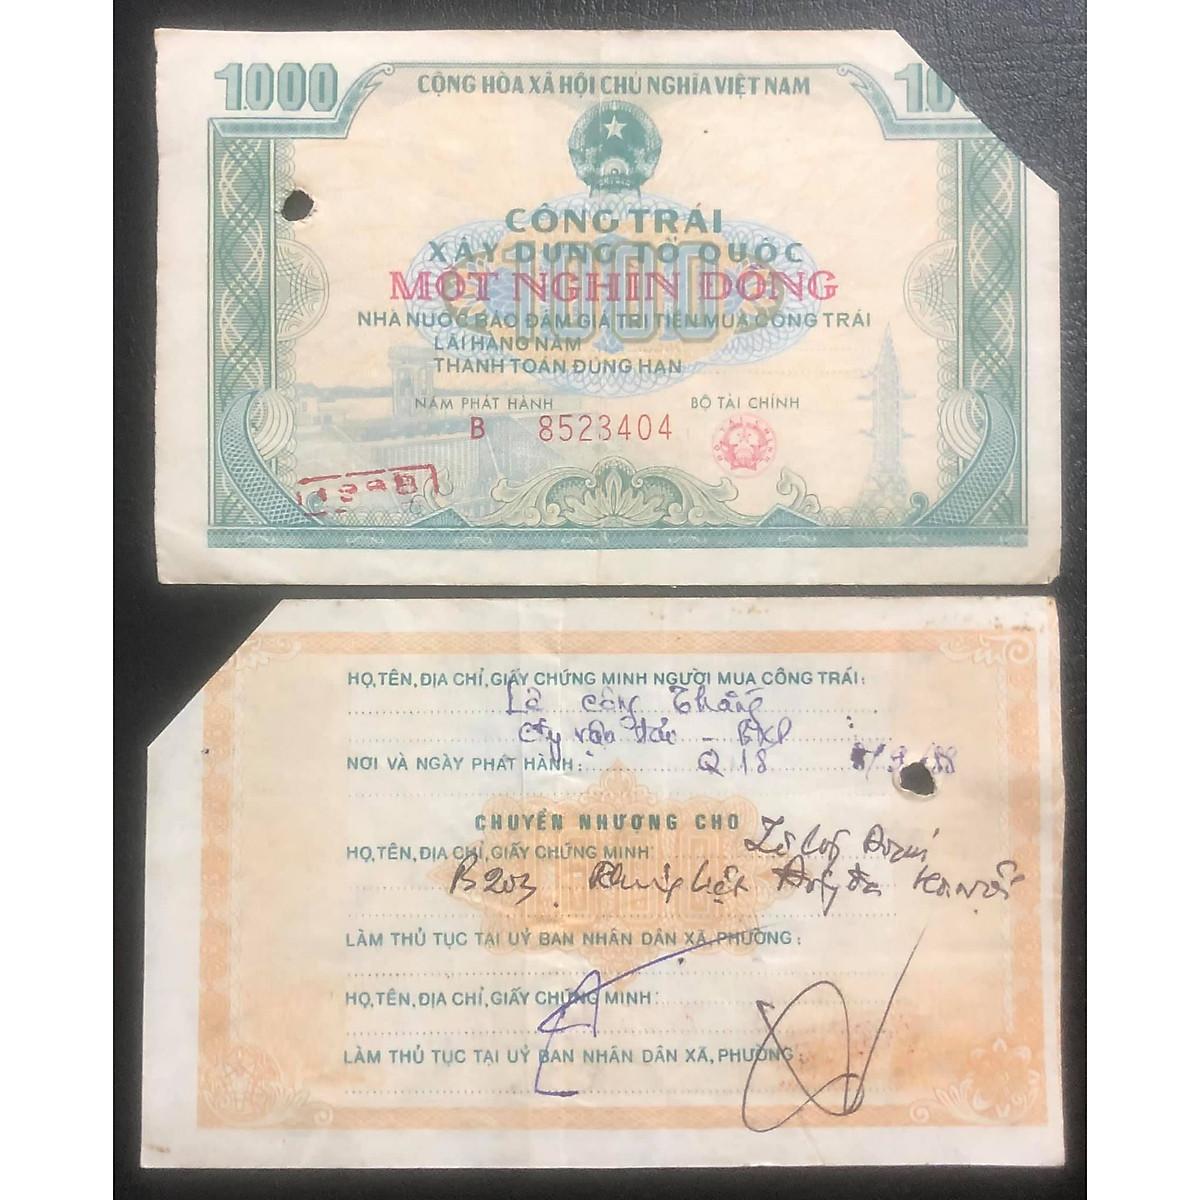 1.000
CỘNG HÒA XÃ HỘI CHỦ NGHĨA VIỆT NAM
1.0
CÔNG TRÁI
XÂY DỰNG TỔ QUỐC
MỘT NGHÌN ĐỒNG
NHÀ NƯỚC BẢO ĐẢM GIÁ TRỊ TIỀN MUA CÔNG TRÁI
LÃI HÀNG NĂM
THANH TOÁN ĐÚNG HẠN
NĂM PHÁT HÀNH
BỘ TÀI CHÍNH
B 8523404
HỌ, TÊN, ĐỊA CHỈ, GIẤY CHỨNG MINH NGƯỜI MUA CÔNG TRÁI:
Lê Công Thắng
Cty vận tải -
NƠI VÀ NGÀY PHÁT HÀNH: Q 18
CHUYỂN NHƯỢNG CHO
HỌ, TÊN, ĐỊA CHỈ, GIẤY CHỨNG MINH:
B203
LÀM THỦ TỤC TẠI UỶ BAN NHÂN DÂN XÃ, PHƯỜNG:
HỌ, TÊN, ĐỊA CHỈ, GIẤY CHỨNG MINH:
LÀM THỦ TỤC TẠI UỶ BAN NHÂN DÂN XÃ, PHƯỜNG: